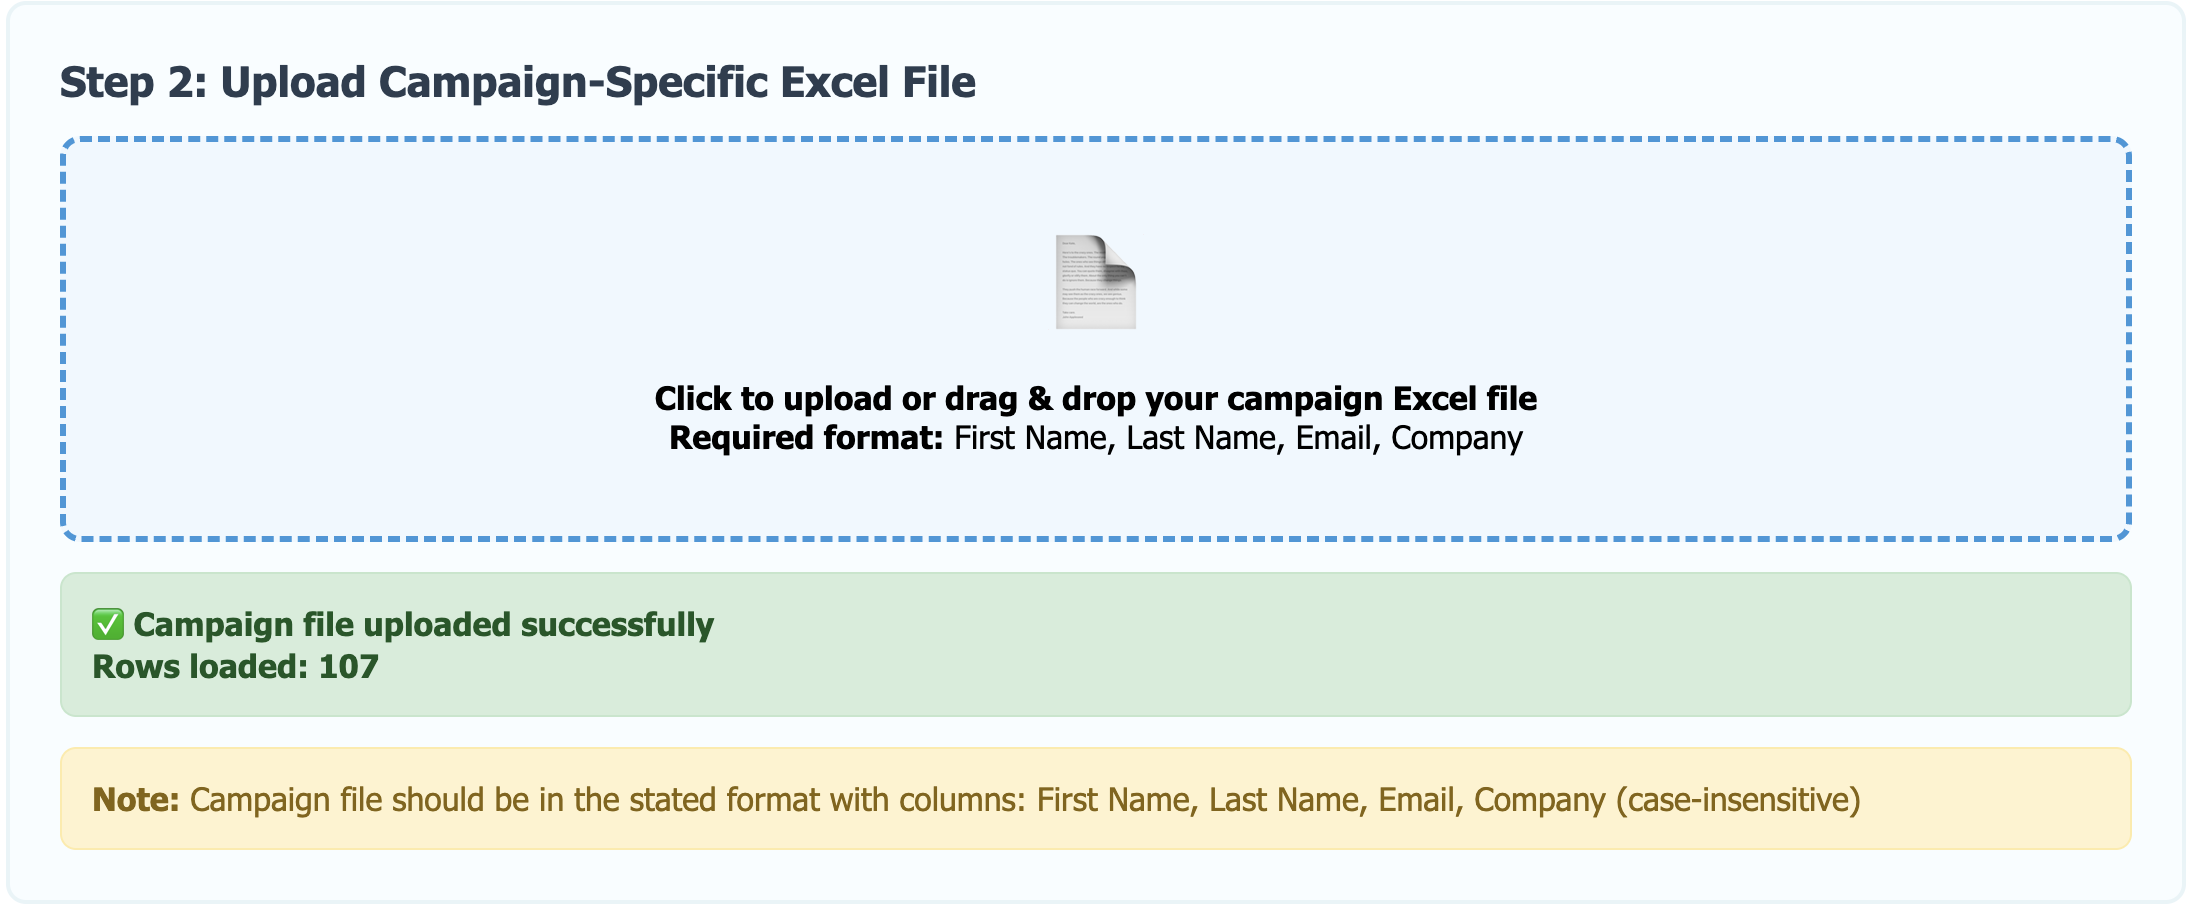 Step 2: Upload Campaign-Specific Excel File
Click to upload or drag & drop your campaign Excel file
Required format: First Name, Last Name, Email, Company
✅ Campaign file uploaded successfully
Rows loaded: 107
Note: Campaign file should be in the stated format with columns: First Name, Last Name, Email, Company (case-insensitive)